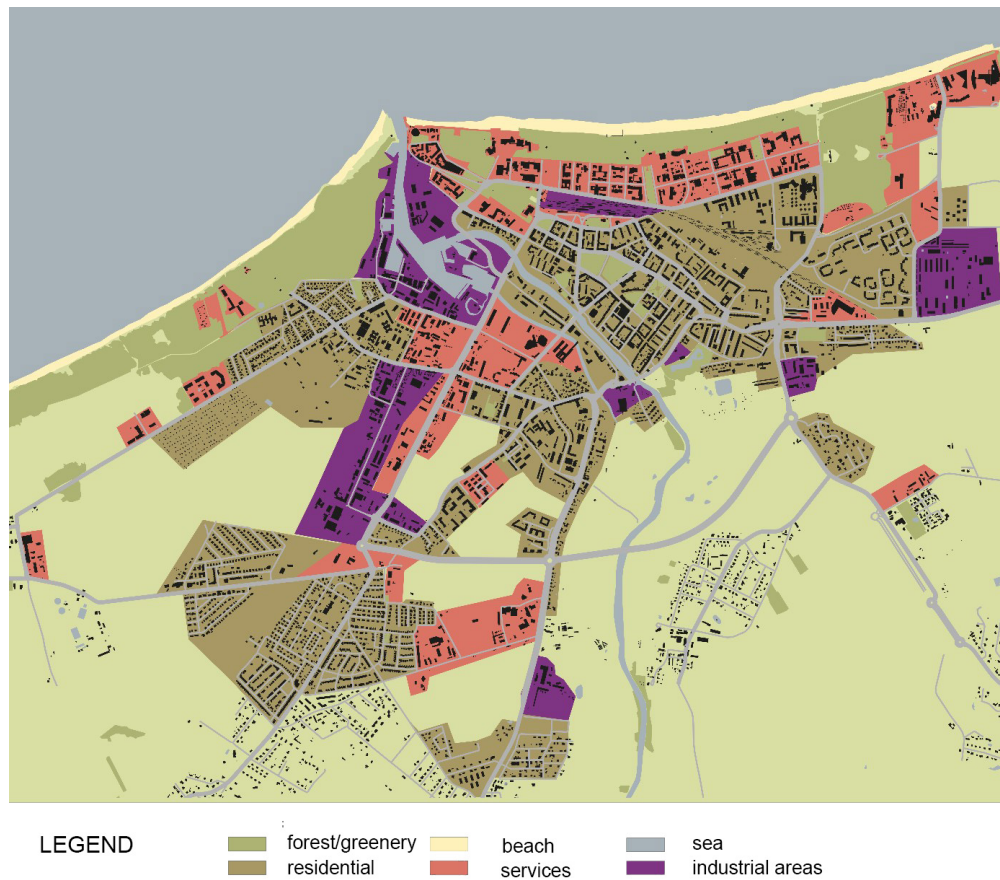 LEGEND
forest/greenery
beach
sea
residential
services
industrial areas